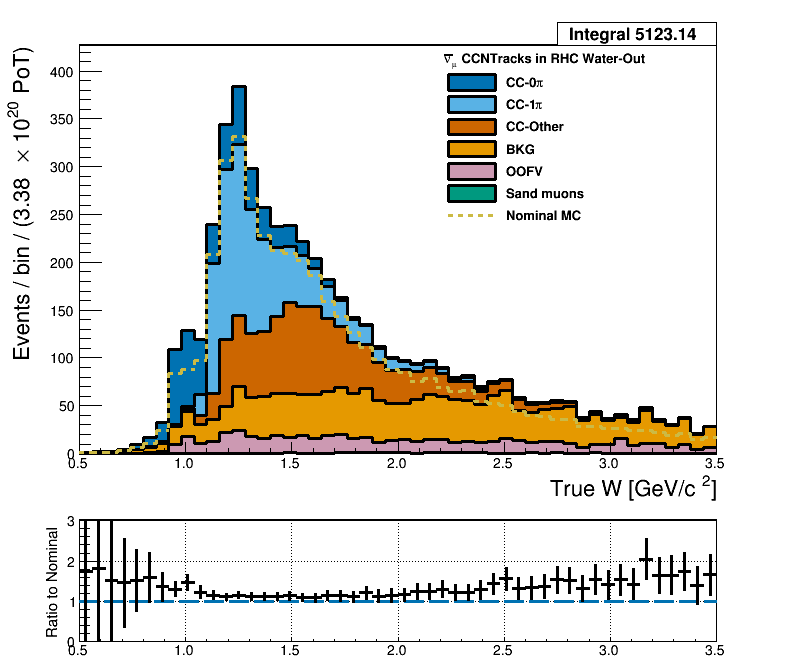 Integral 5123.14
ν̅μ CCNTracks in RHC Water-Out
CC-0π
CC-1π
CC-Other
BKG
OOFV
Sand muons
Nominal MC
Events / bin / (3.38 × 10^20 PoT)
400
350
300
250
200
150
100
50
0
0.5 1.0 1.5 2.0 2.5 3.0 3.5
True W [GeV/c ^2]
Ratio to Nominal
3
2
1
0
0.5 1.0 1.5 2.0 2.5 3.0 3.5